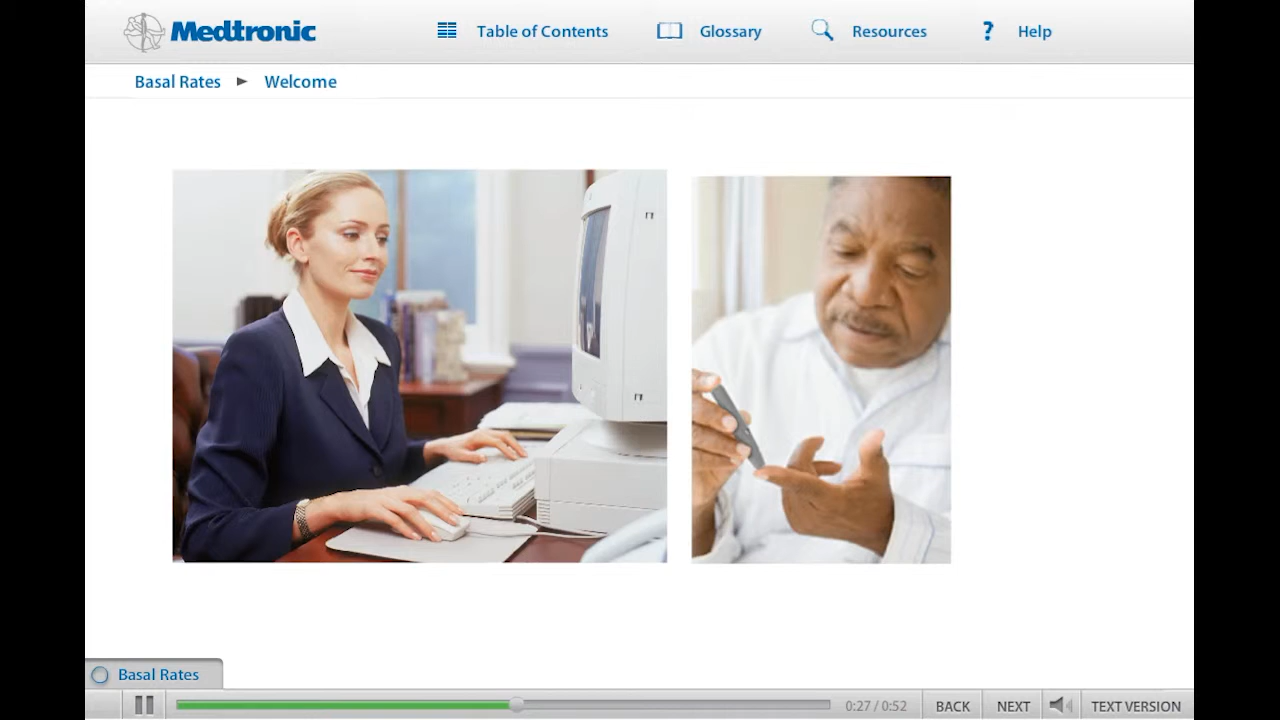 Medtronic
Table of Contents
Glossary
Resources
? Help
Basal Rates ► Welcome
Basal Rates
0:27 / 0:52
BACK
NEXT
TEXT VERSION